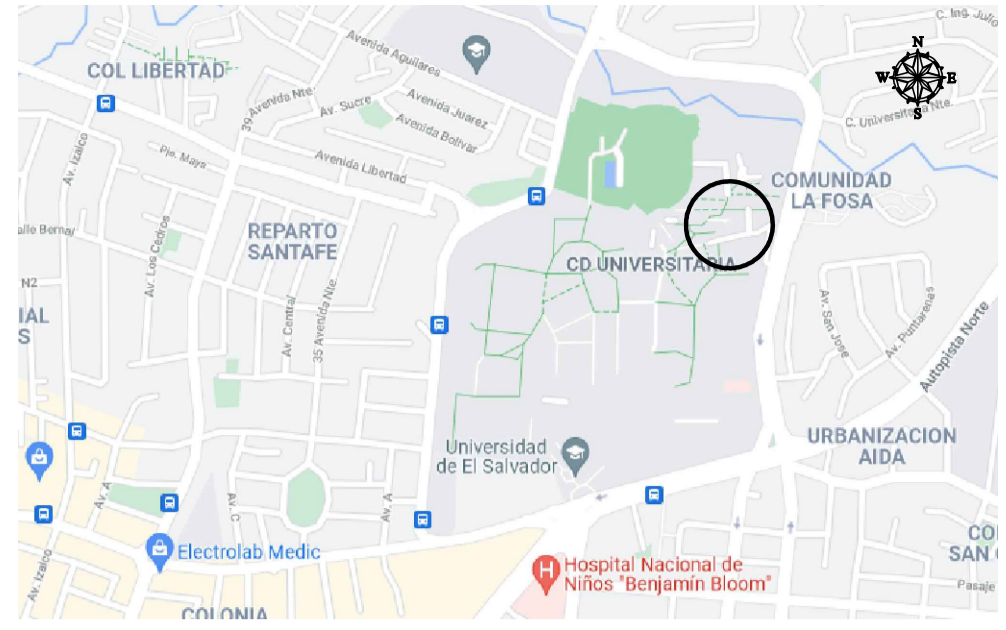 C. Ing. Julio
Avenida Aguilares
N
COL LIBERTAD
W
E
39 Avenida Nte.
Av. Sucre
Avenida Juarez
S
C. Universitaria Nte.
Avenida Bolivar
Av. Izalco
Pje. Maya
Avenida Libertad
COMUNIDAD
LA FOSA
alle Bernal
REPARTO
SANTAFE
Av. Los Cedros
CD UNIVERSITARIA
N2
IAL
S
Av. Central
35 Avenida Nte.
Av. San Jose
Av. Puntarenas
Autopista Norte
Universidad
de El Salvador
URBANIZACION
AIDA
Av. A
Av. C
Av. A
Electrolab Medic
Hospital Nacional de
Niños "Benjamín Bloom"
CO
SAN
Av. Izalco
Pasaje
COLONIA